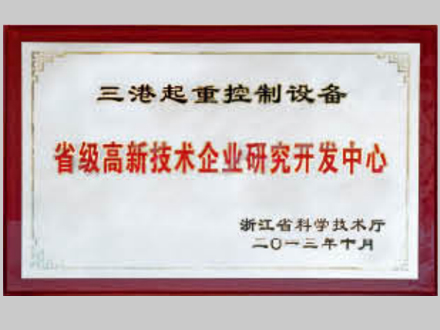 三港起重控制设备
省级高新技术企业研究开发中心
浙江省科学技术厅
二〇一三年十月